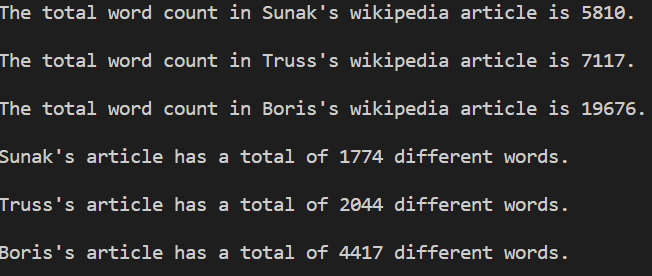 The total word count in Sunak's wikipedia article is 5810.
The total word count in Truss's wikipedia article is 7117.
The total word count in Boris's wikipedia article is 19676.
Sunak's article has a total of 1774 different words.
Truss's article has a total of 2044 different words.
Boris's article has a total of 4417 different words.